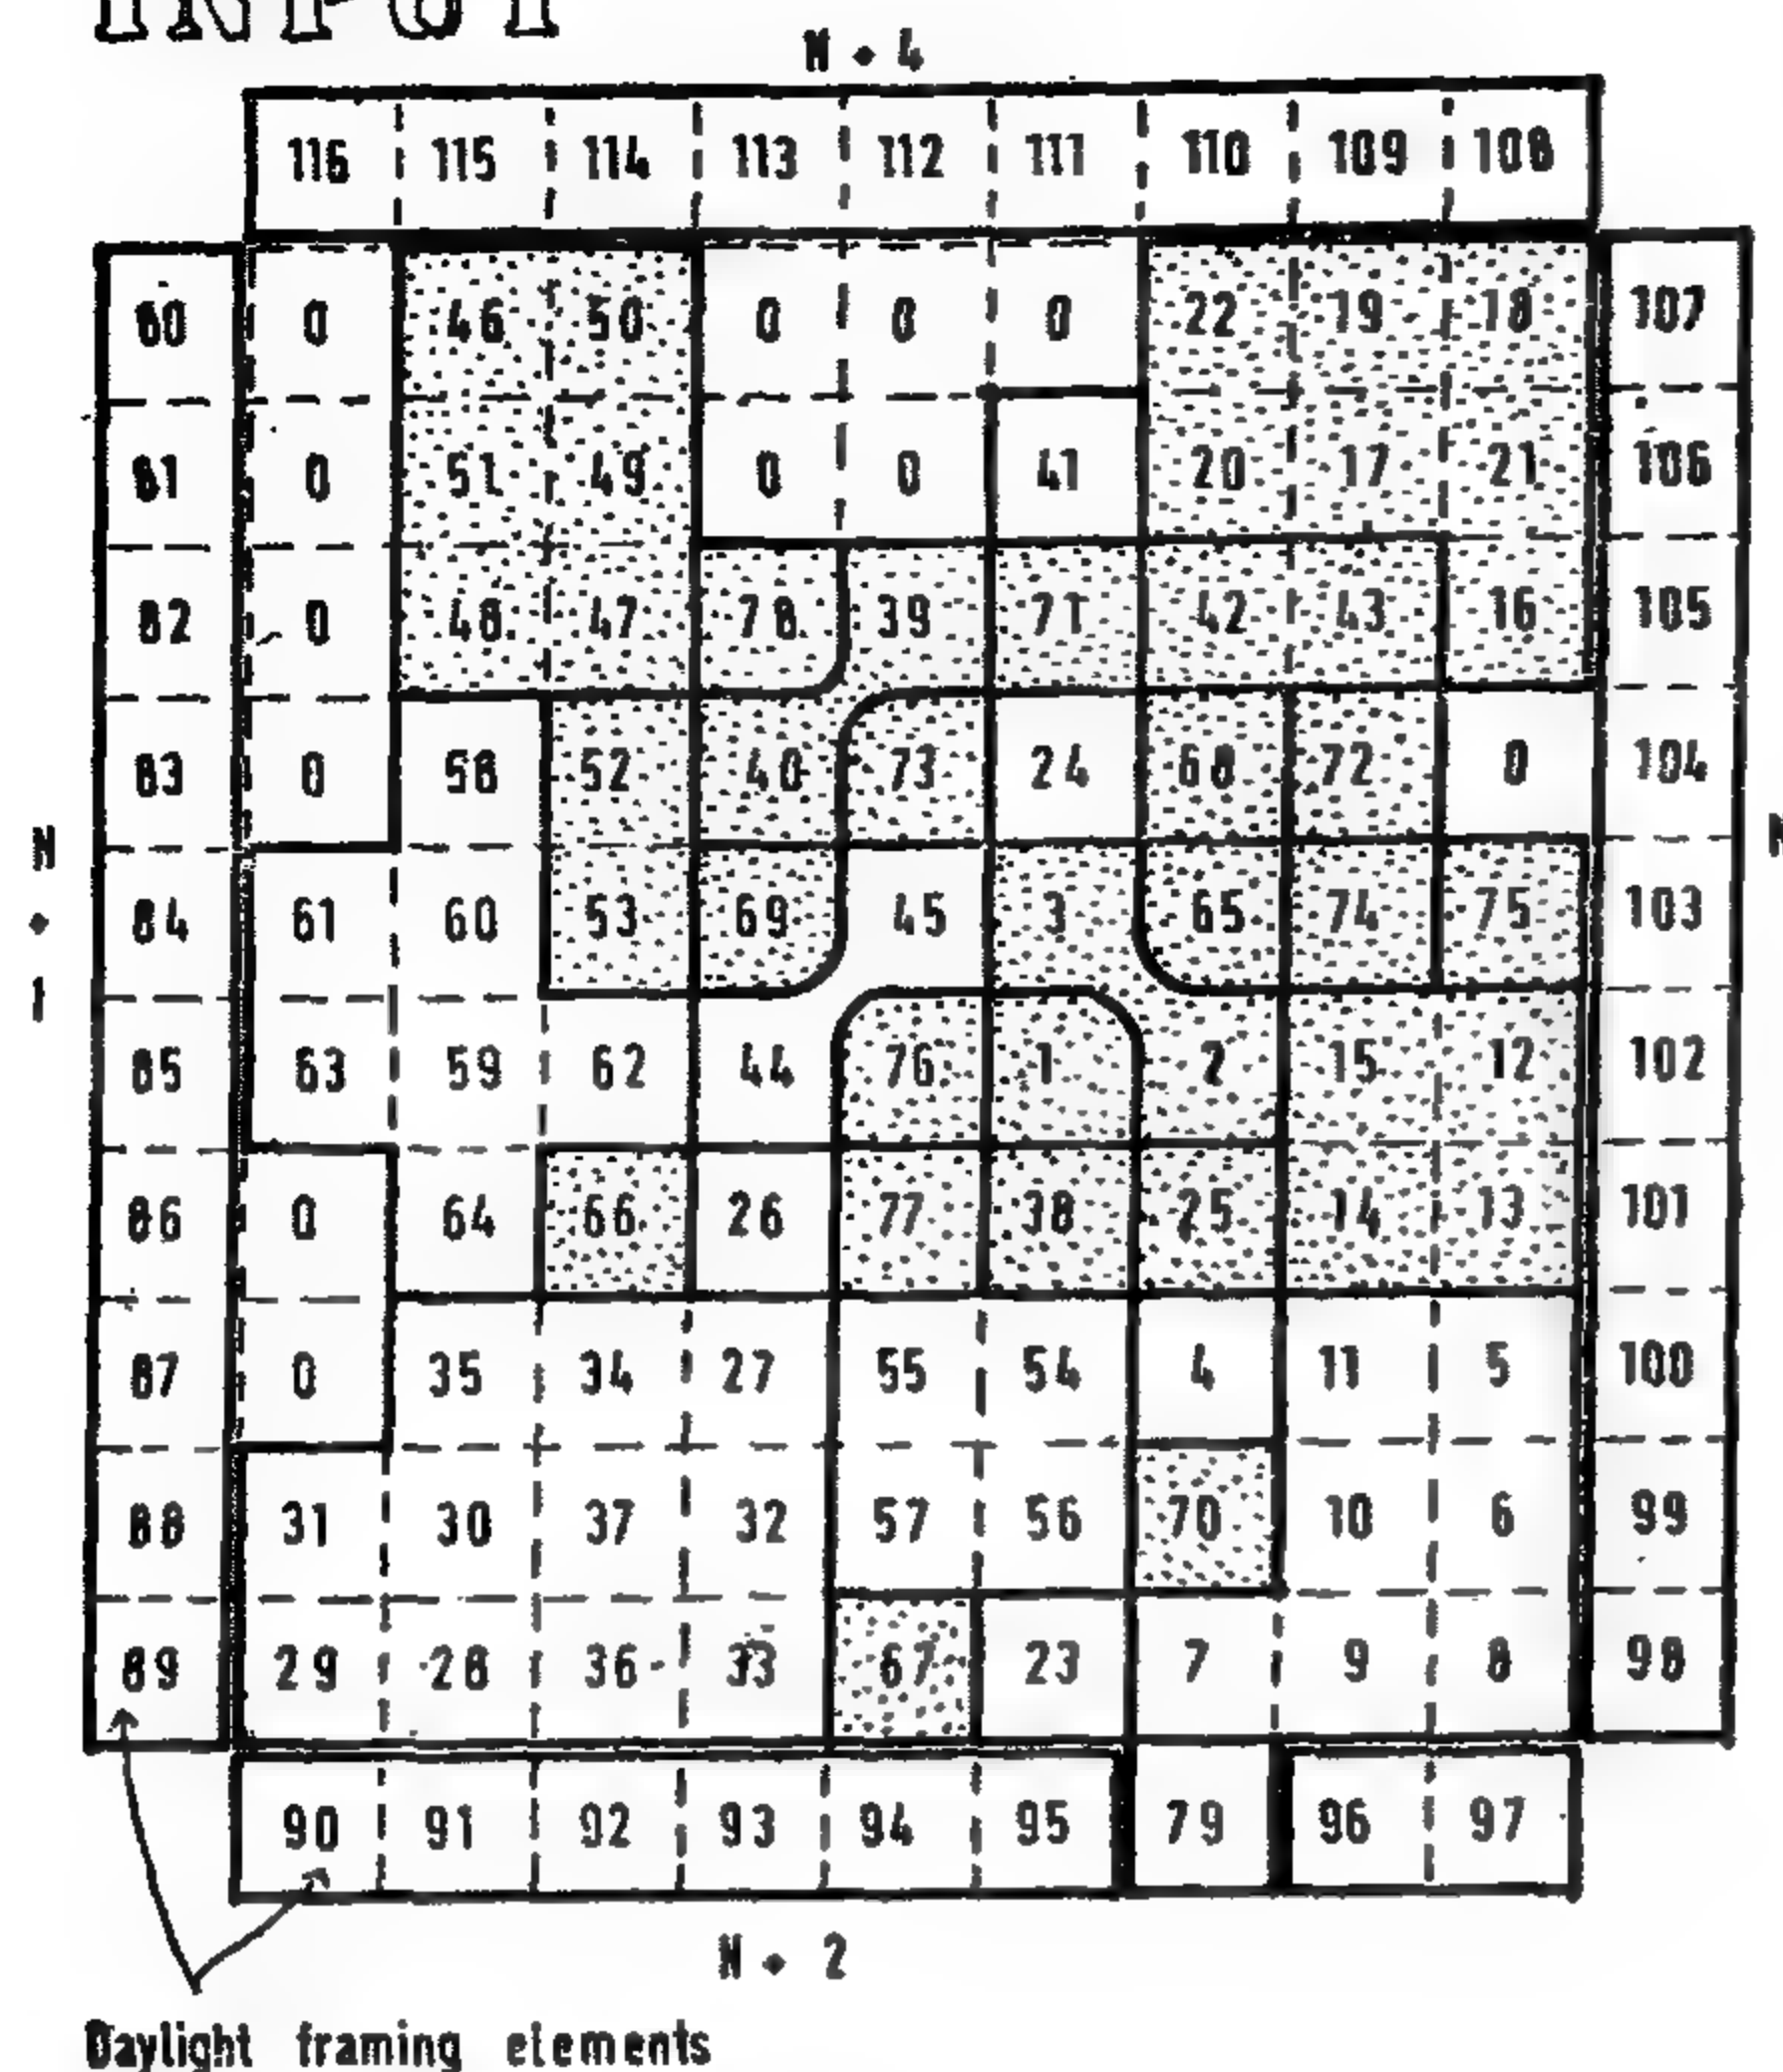 INPUT
N • 4
116 115 114 113 112 111 110 109 108
80 0 46 50 0 0 0 22 19 18 107
81 0 51 49 0 0 41 20 17 21 106
82 0 48 47 78 39 71 42 43 16 105
83 0 58 52 40 73 24 68 72 0 104
N • 1
N
84 61 60 53 69 45 3 65 74 75 103
85 63 59 62 44 76 1 2 15 12 102
86 0 64 66 26 77 38 25 14 13 101
87 0 35 34 27 55 54 4 11 5 100
88 31 30 37 32 57 56 70 10 6 99
89 29 28 36 33 67 23 7 9 8 98
90 91 92 93 94 95 79 96 97
N • 2
Daylight framing elements